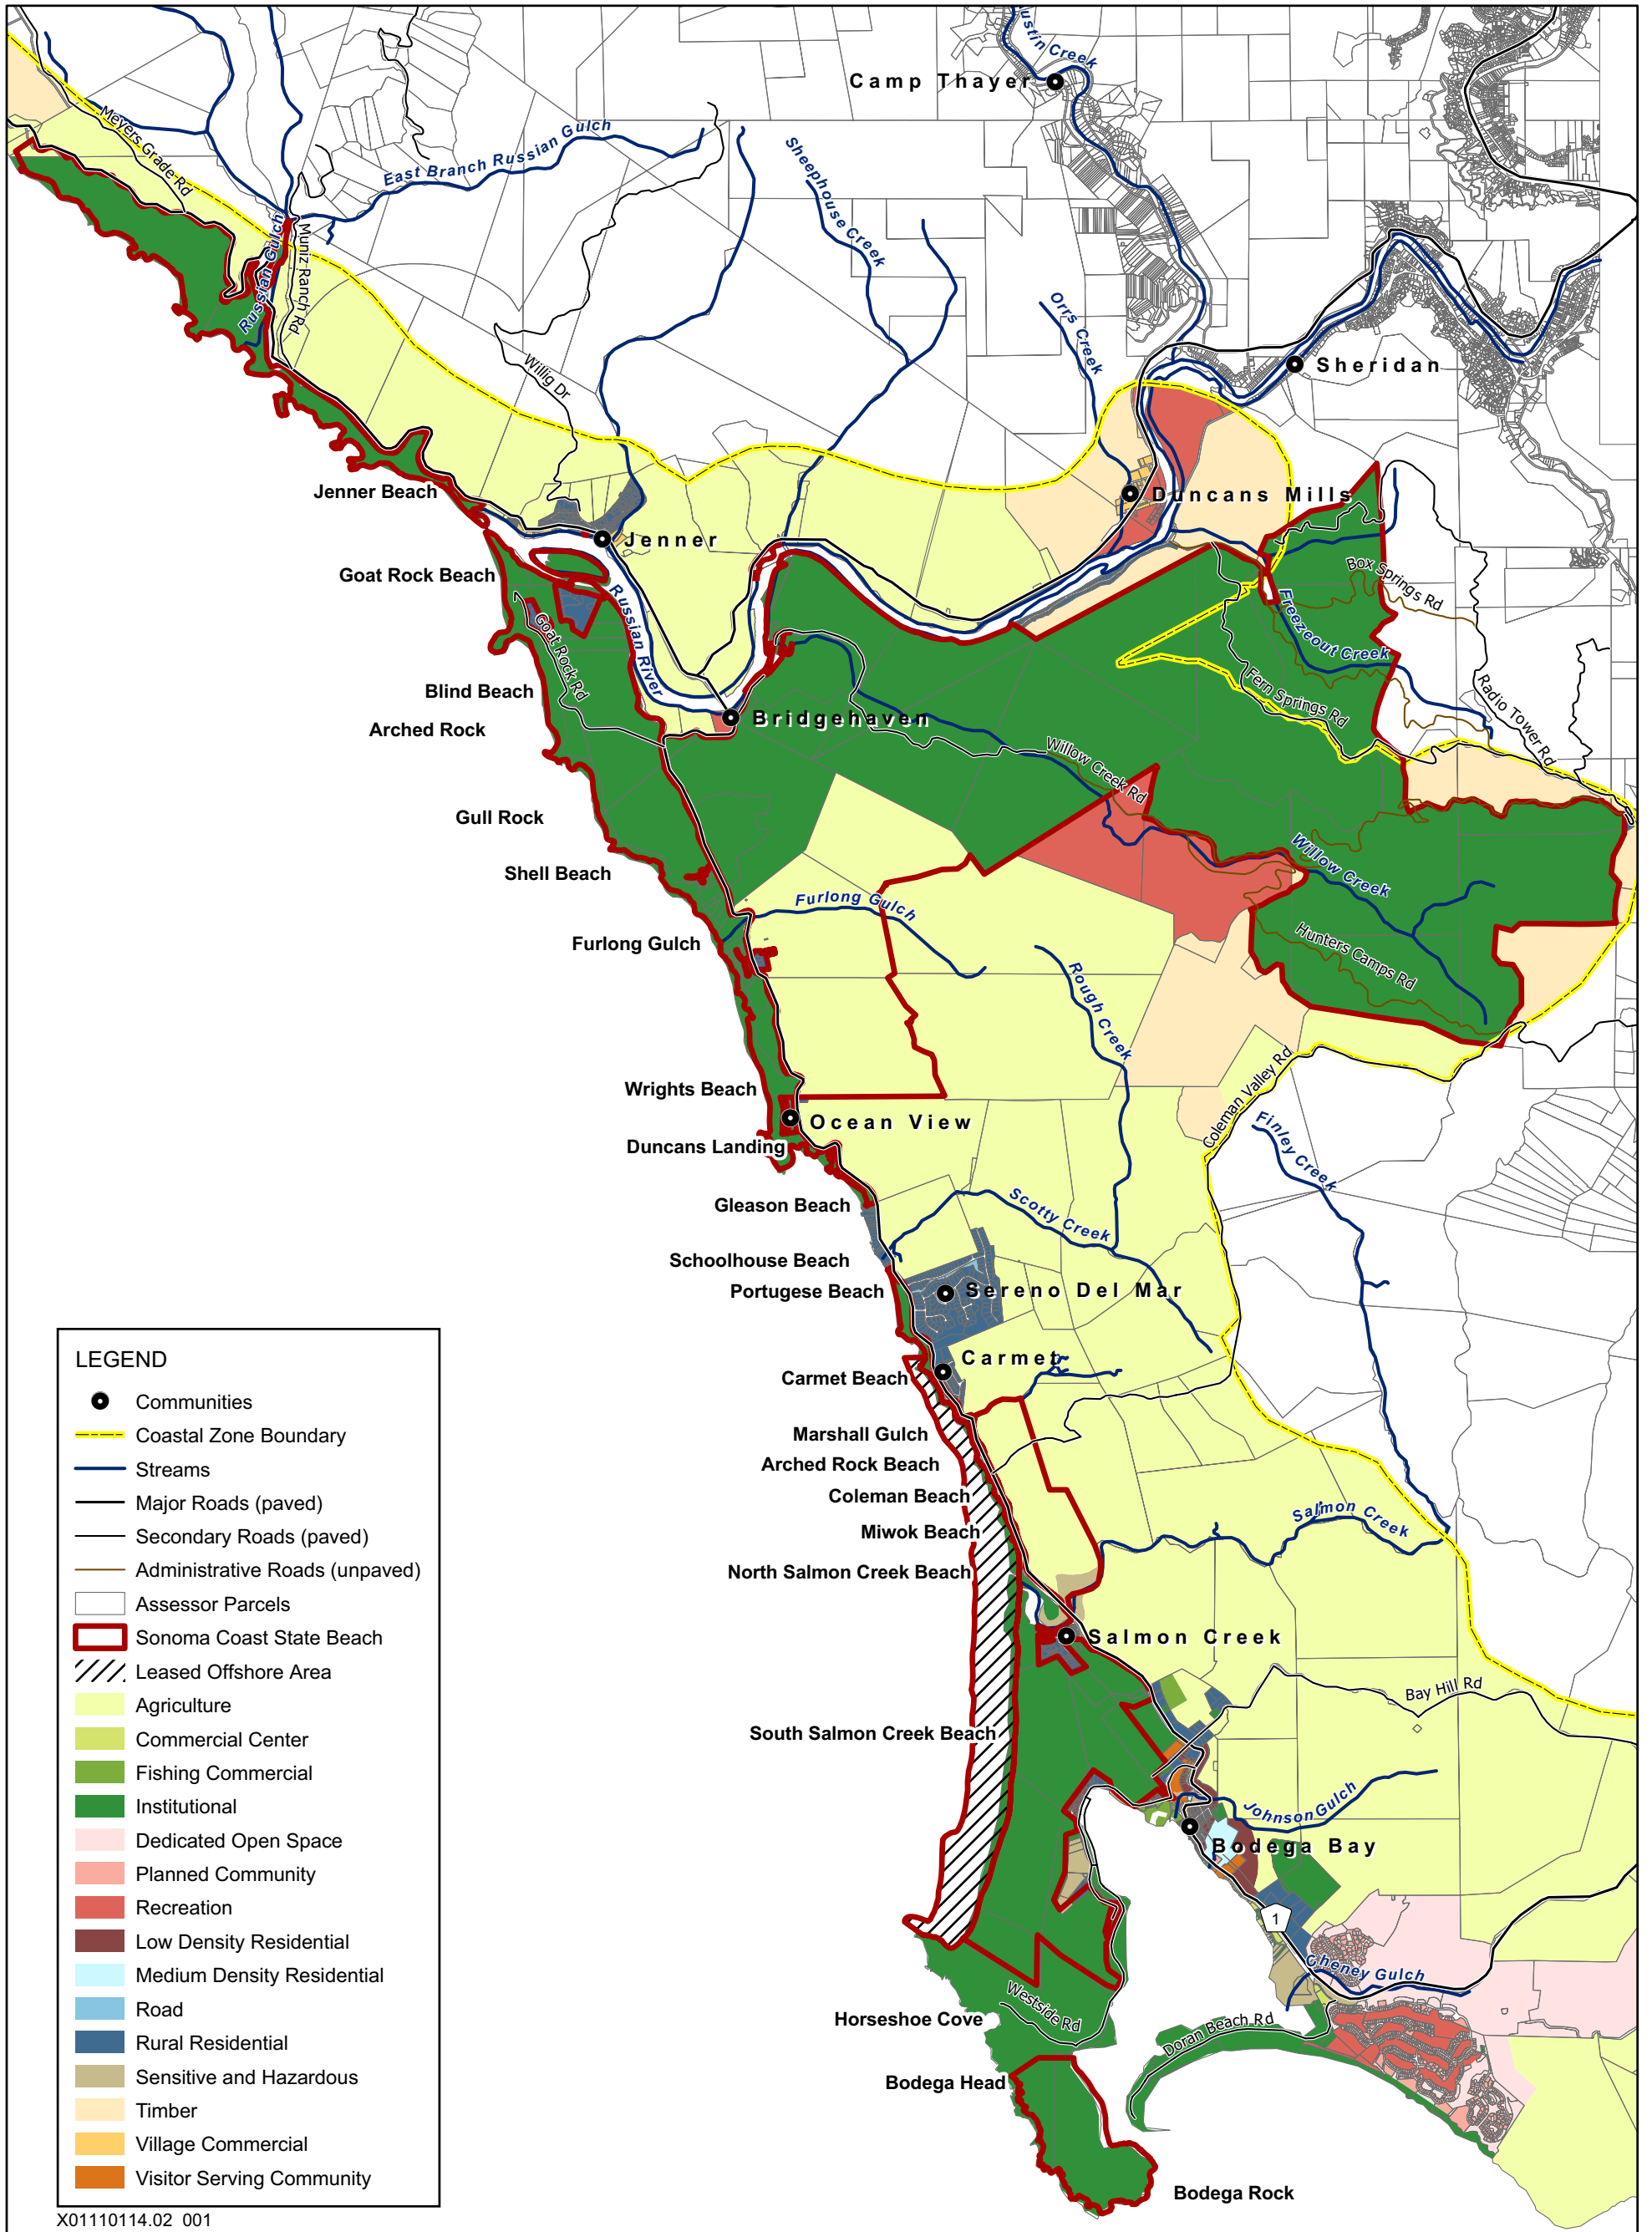 Austin Creek
Camp Thayer
Meyers Grade Rd
East Branch Russian Gulch
Sheephouse Creek
Russian Gulch
Muniz Ranch Rd
Orrs Creek
Willig Dr
Sheridan
Jenner Beach
Duncans Mills
Jenner
Goat Rock Beach
Box Springs Rd
Russian River
Freezeout Creek
Goat Rock Rd
Blind Beach
Fern Springs Rd
Radio Tower Rd
Arched Rock
Bridgehaven
Willow Creek Rd
Gull Rock
Shell Beach
Willow Creek
Furlong Gulch
Furlong Gulch
Hunters Camps Rd
Rough Creek
Wrights Beach
Ocean View
Coleman Valley Rd
Duncans Landing
Finley Creek
Gleason Beach
Scotty Creek
Schoolhouse Beach
Portugese Beach
Sereno Del Mar
Carmet
Carmet Beach
Marshall Gulch
Arched Rock Beach
Coleman Beach
Miwok Beach
Salmon Creek
North Salmon Creek Beach
Salmon Creek
Bay Hill Rd
South Salmon Creek Beach
Johnson Gulch
Bodega Bay
1
Cheney Gulch
Westside Rd
Horseshoe Cove
Doran Beach Rd
Bodega Head
Bodega Rock
LEGEND
Communities
Coastal Zone Boundary
Streams
Major Roads (paved)
Secondary Roads (paved)
Administrative Roads (unpaved)
Assessor Parcels
Sonoma Coast State Beach
Leased Offshore Area
Agriculture
Commercial Center
Fishing Commercial
Institutional
Dedicated Open Space
Planned Community
Recreation
Low Density Residential
Medium Density Residential
Road
Rural Residential
Sensitive and Hazardous
Timber
Village Commercial
Visitor Serving Community
X01110114.02 001